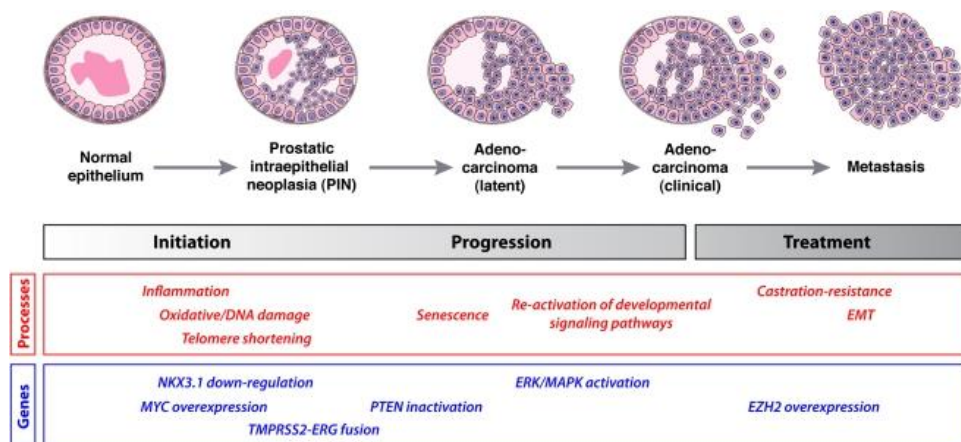 Normal
epithelium
Prostatic
intraepithelial
neoplasia (PIN)
Adeno-
carcinoma
(latent)
Adeno-
carcinoma
(clinical)
Metastasis
Initiation
Progression
Treatment
Processes
Inflammation
Oxidative/DNA damage
Telomere shortening
Senescence
Re-activation of developmental
signaling pathways
Castration-resistance
EMT
Genes
NKX3.1 down-regulation
MYC overexpression
TMPRSS2-ERG fusion
PTEN inactivation
ERK/MAPK activation
EZH2 overexpression